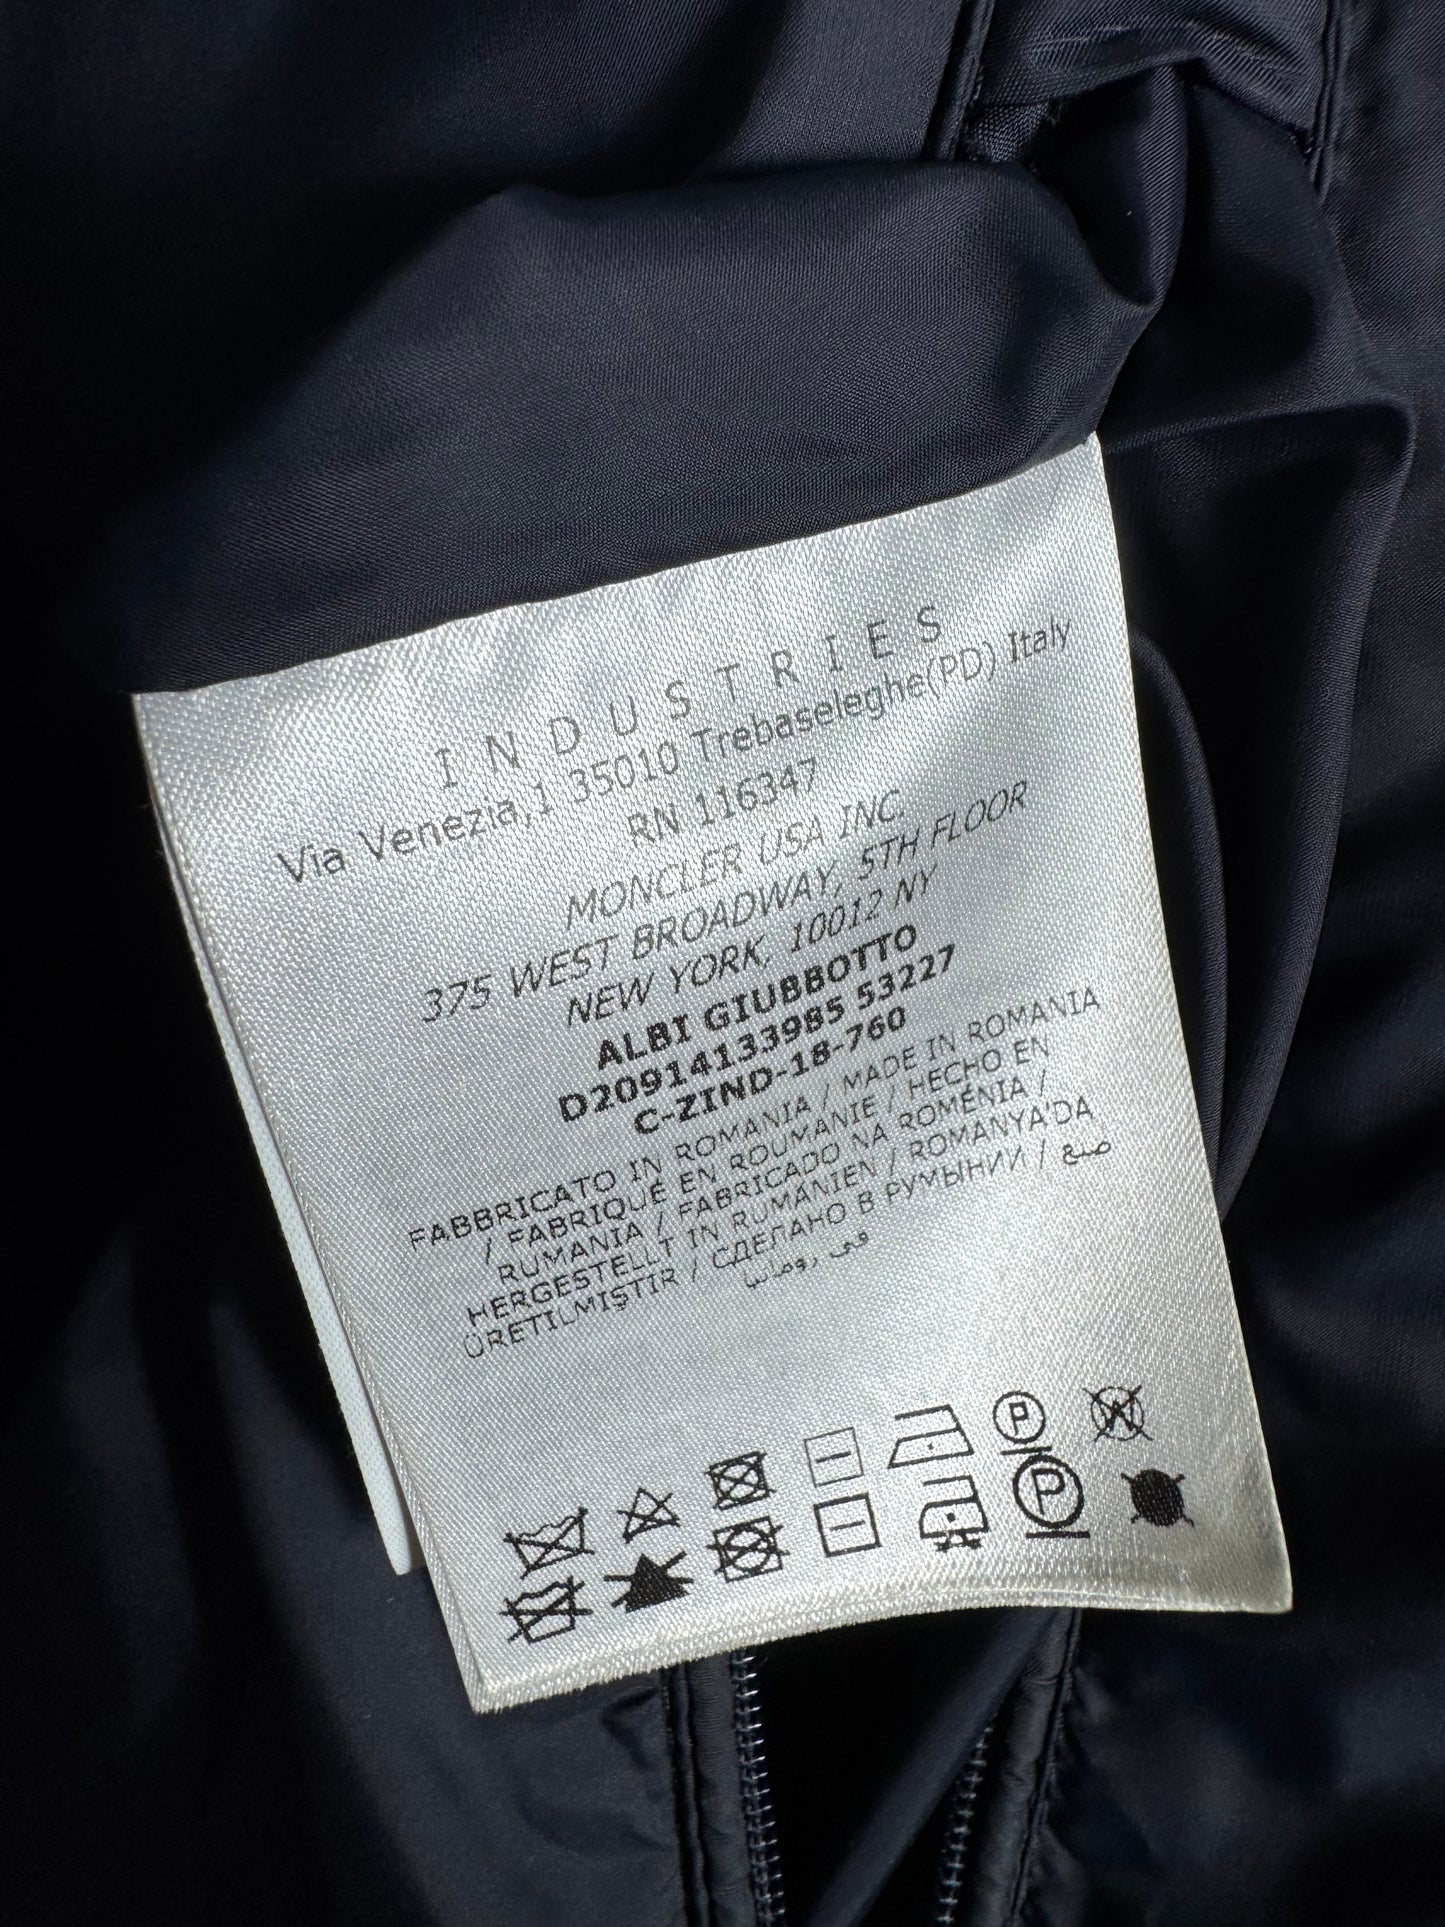 INDUSTRIES
Via Venezia,1 35010 Trebaseleghe(PD) Italy
RN 116347
MONCLER USA INC.
375 WEST BROADWAY, 5TH FLOOR
NEW YORK, 10012 NY
ALBI GIUBBOTTO
D20914133985 53227
C-ZIND-18-760
FABBRICATO IN ROMANIA / MADE IN ROMANIA
/ FABRIQUÉ EN ROUMANIE / HECHO EN
RUMANIA / FABRICADO NA ROMÉNIA /
HERGESTELLT IN RUMÄNIEN / ROMANYA'DA
ÜRETILMIŞTIR / СДЕЛАНО В РУМЫНИИ / صنع
في روماس
P W
P